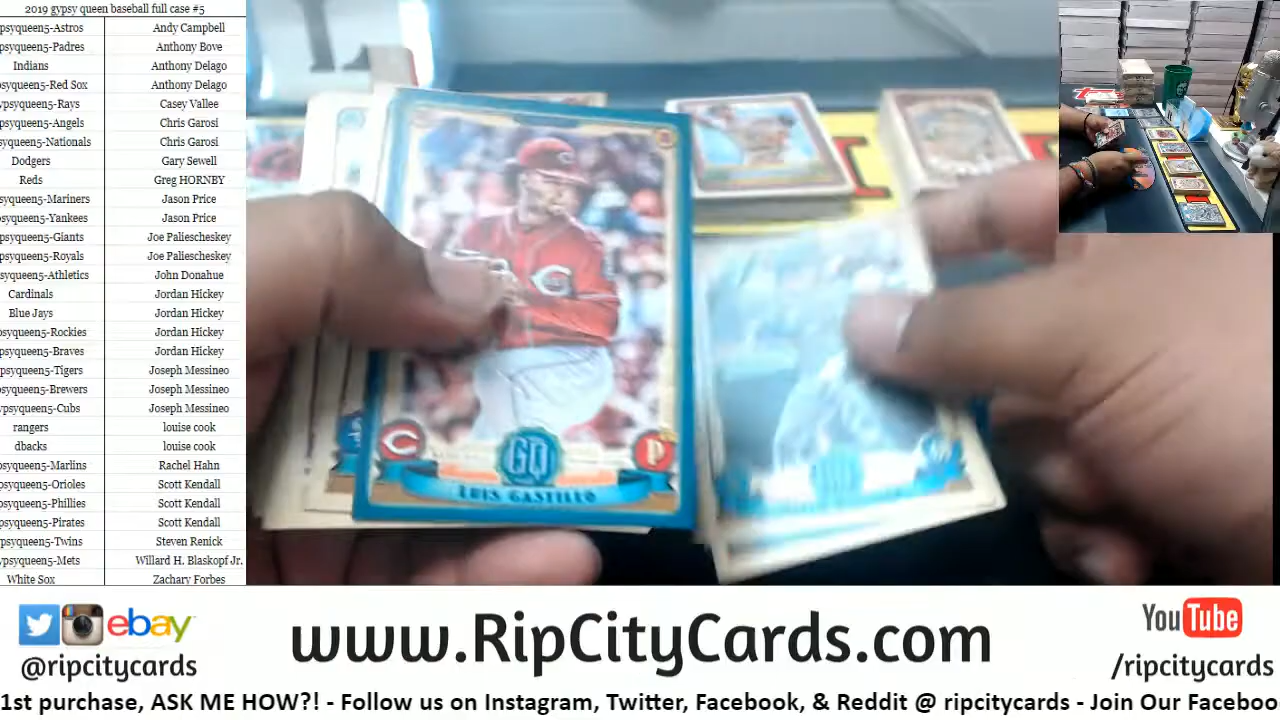 2019 gypsy queen baseball full case #5
psyqueen5-Astros Andy Campbell
psyqueen5-Padres Anthony Bove
Indians Anthony Delago
psyqueen5-Red Sox Anthony Delago
ypsyqueen5-Rays Casey Vallee
psyqueen5-Angels Chris Garosi
psyqueen5-Nationals Chris Garosi
Dodgers Gary Sewell
Reds Greg HORNBY
psyqueen5-Mariners Jason Price
psyqueen5-Yankees Jason Price
psyqueen5-Giants Joe Paliescheskey
psyqueen5-Royals Joe Paliescheskey
psyqueen5-Athletics John Donahue
Cardinals Jordan Hickey
Blue Jays Jordan Hickey
psyqueen5-Rockies Jordan Hickey
psyqueen5-Braves Jordan Hickey
psyqueen5-Tigers Joseph Messineo
psyqueen5-Brewers Joseph Messineo
ypsyqueen5-Cubs Joseph Messineo
rangers louise cook
dbacks louise cook
psyqueen5-Marlins Rachel Hahn
psyqueen5-Orioles Scott Kendall
psyqueen5-Phillies Scott Kendall
psyqueen5-Pirates Scott Kendall
psyqueen5-Twins Steven Renick
ypsyqueen5-Mets Willard H. Blaskopf Jr.
White Sox Zachary Forbes
C
C
GQ
P
LUIS CASTILLO
ebay
@ripcitycards
www.RipCityCards.com
YouTube
/ripcitycards
1st purchase, ASK ME HOW?! - Follow us on Instagram, Twitter, Facebook, & Reddit @ ripcitycards - Join Our Faceboo